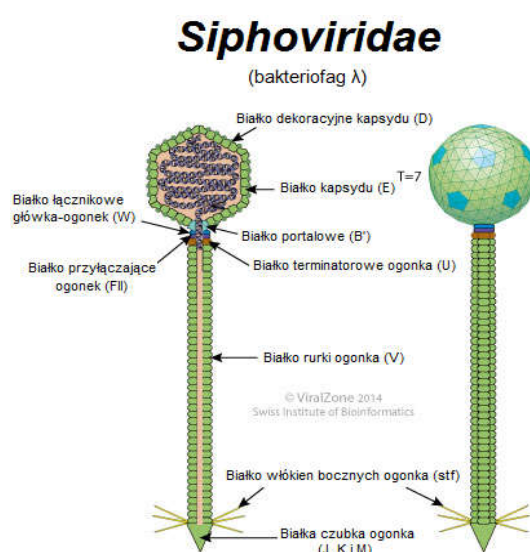 Siphoviridae
(bakteriofag λ)
Białko dekoracyjne kapsydu (D)
T=7
Białko kapsydu (E)
Białko łącznikowe
główka-ogonek (W)
Białko portalowe (B')
Białko przyłączające
ogonek (FII)
Białko terminatorowe ogonka (U)
Białko rurki ogonka (V)
© ViralZone 2014
Swiss Institute of Bioinformatics
Białko włókien bocznych ogonka (stf)
Białka czubka ogonka
(J, K i M)